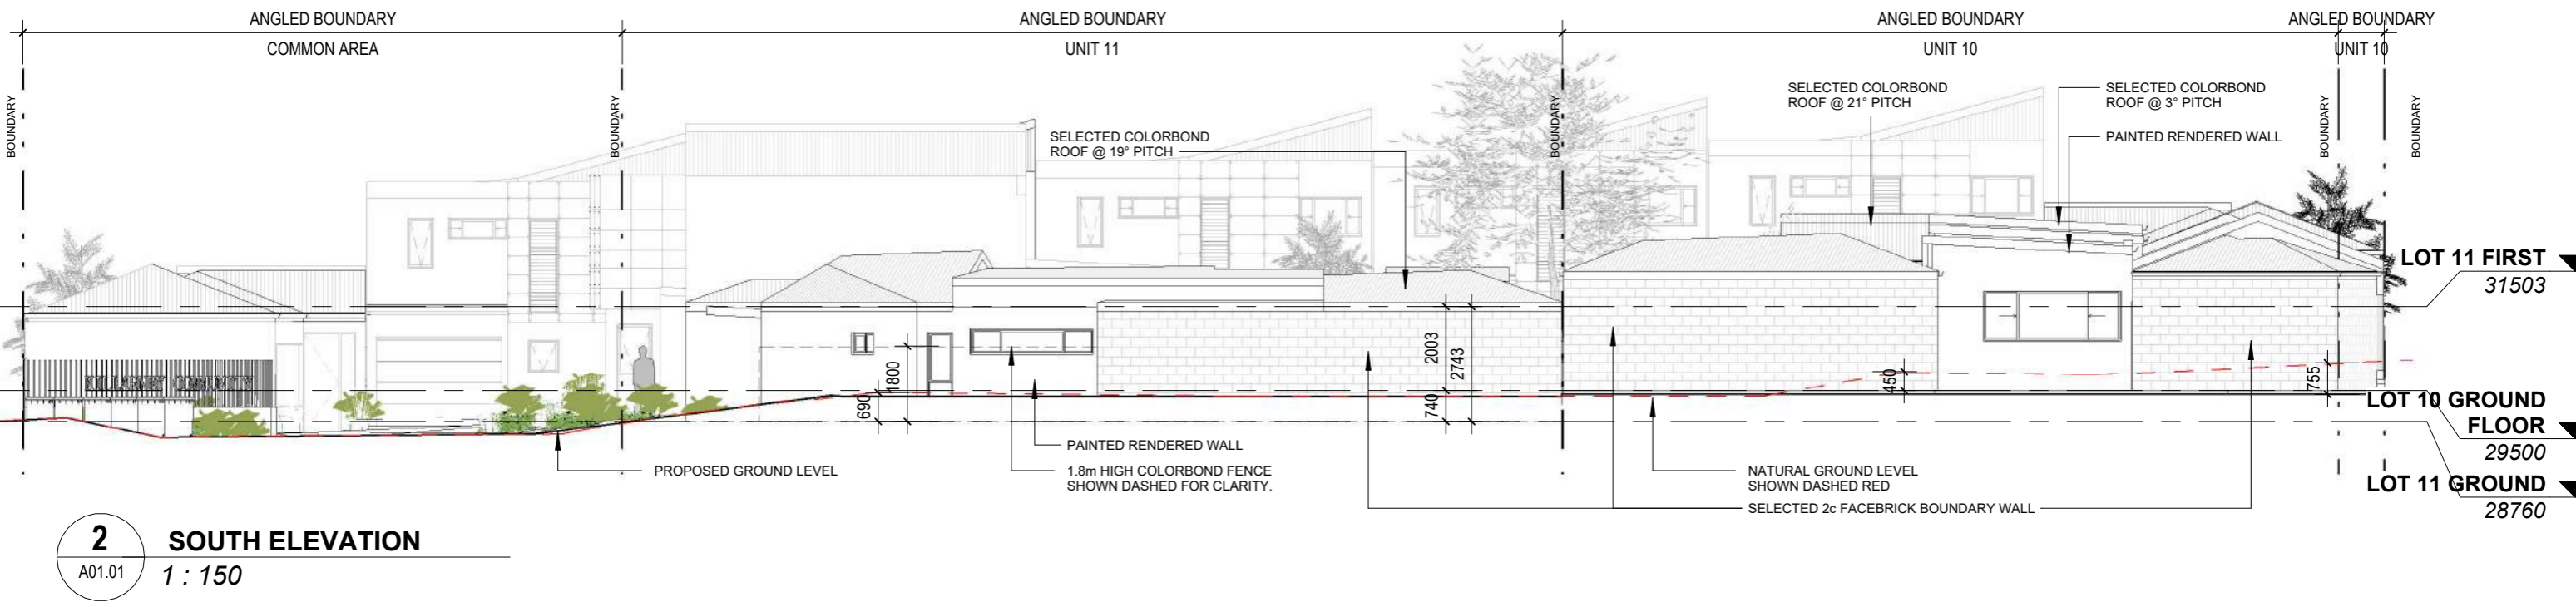 ANGLED BOUNDARY
ANGLED BOUNDARY
ANGLED BOUNDARY
ANGLED BOUNDARY
COMMON AREA
UNIT 11
UNIT 10
UNIT 10
BOUNDARY
BOUNDARY
BOUNDARY
BOUNDARY
BOUNDARY
SELECTED COLORBOND
ROOF @ 19° PITCH
SELECTED COLORBOND
ROOF @ 21° PITCH
SELECTED COLORBOND
ROOF @ 3° PITCH
PAINTED RENDERED WALL
KILLARNEY COMMUNITY
690
1800
2003
740
2743
450
755
LOT 11 FIRST
31503
LOT 10 GROUND
FLOOR
29500
LOT 11 GROUND
28760
PROPOSED GROUND LEVEL
PAINTED RENDERED WALL
1.8m HIGH COLORBOND FENCE
SHOWN DASHED FOR CLARITY.
NATURAL GROUND LEVEL
SHOWN DASHED RED
SELECTED 2c FACEBRICK BOUNDARY WALL
2
A01.01
SOUTH ELEVATION
1 : 150